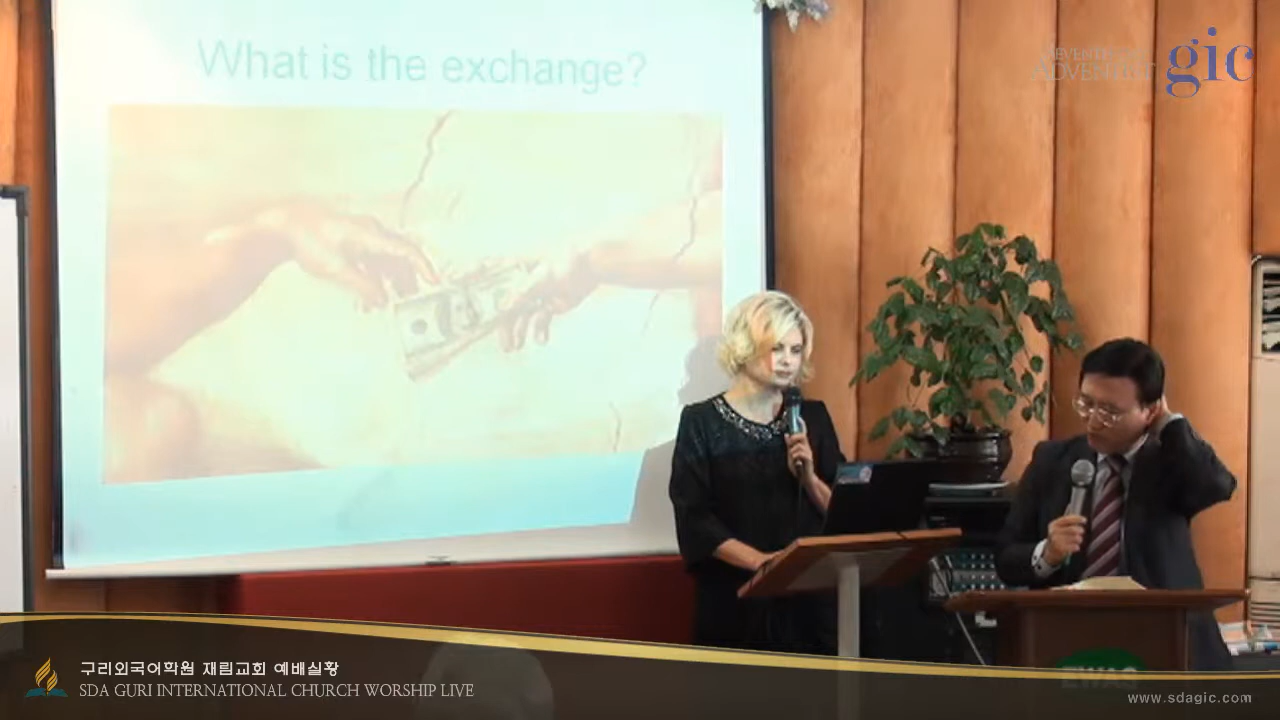 What is the exchange?
SEVENTH-DAY
ADVENTIST
gic
구리외국어학원 재림교회 예배실황
SDA GURI INTERNATIONAL CHURCH WORSHIP LIVE
www.sdagic.com